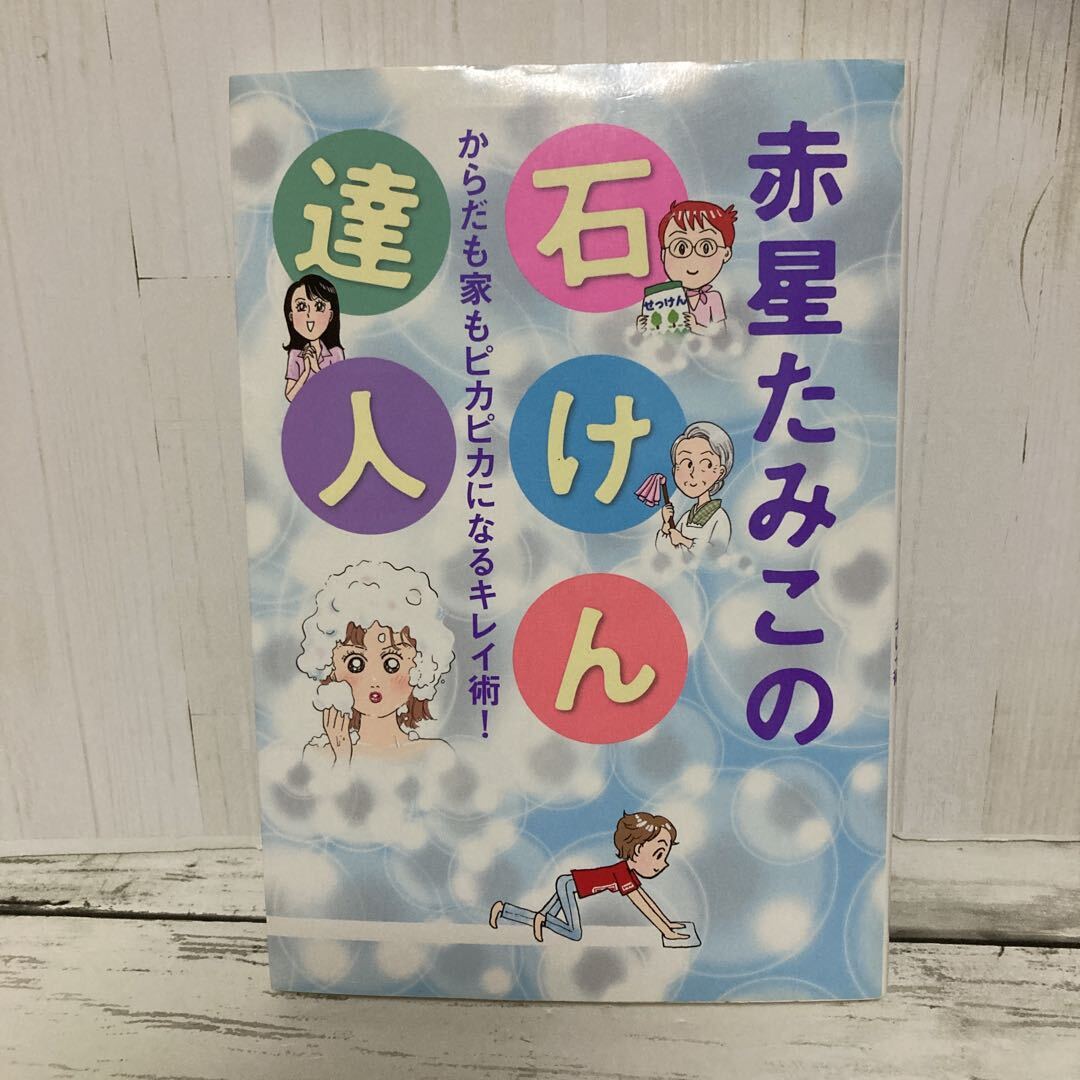 赤星たみこの
石けん
達人
からだも家もピカピカになるキレイ術！
せっけん